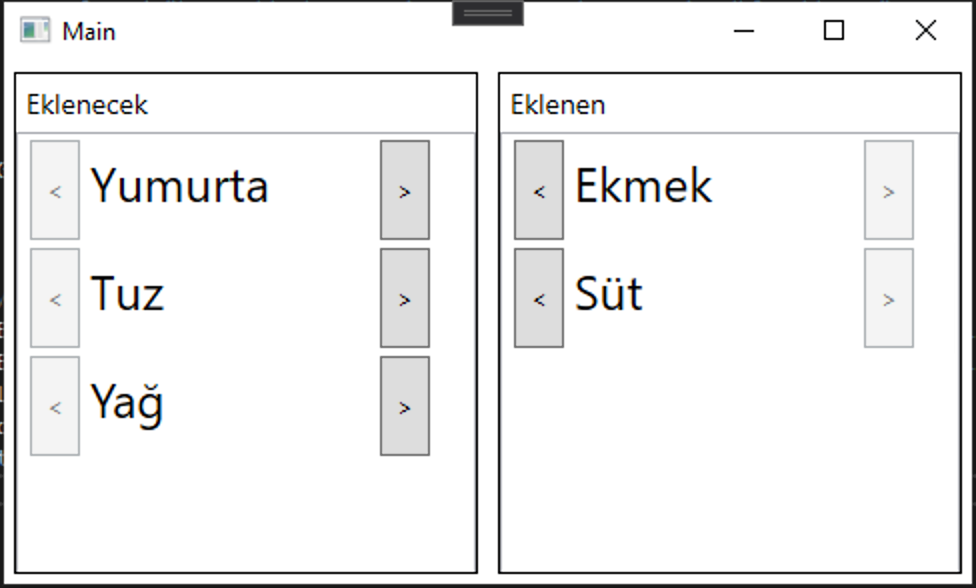 Main
Eklenecek
< Yumurta >
< Tuz >
< Yağ >
Eklenen
< Ekmek >
< Süt >